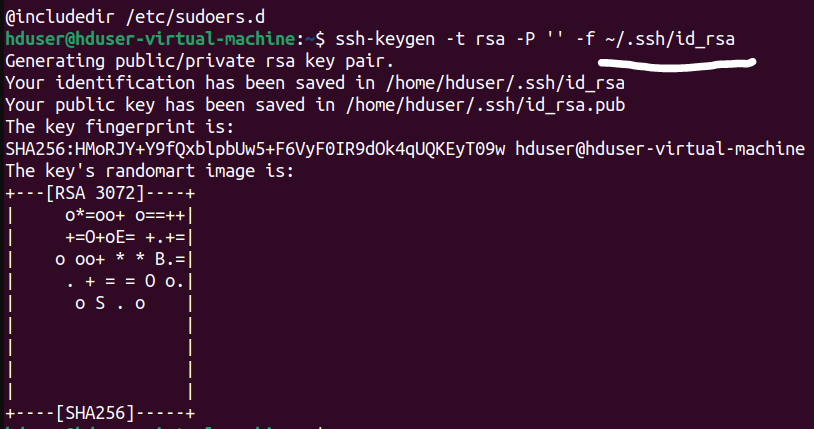 @includedir /etc/sudoers.d
hduser@hduser-virtual-machine:~$ ssh-keygen -t rsa -P '' -f ~/.ssh/id_rsa
Generating public/private rsa key pair.
Your identification has been saved in /home/hduser/.ssh/id_rsa
Your public key has been saved in /home/hduser/.ssh/id_rsa.pub
The key fingerprint is:
SHA256:HMoRJY+Y9fQxblpbUw5+F6VyF0IR9dOk4qUQKEyT09w hduser@hduser-virtual-machine
The key's randomart image is:
+---[RSA 3072]----+
|     o*=oo+ o==++|
|     +=O+oE= +.+=|
|    o oo+ * * B.=|
|     . + = = O o.|
|      o S . o    |
|                 |
|                 |
|                 |
|                 |
+----[SHA256]-----+